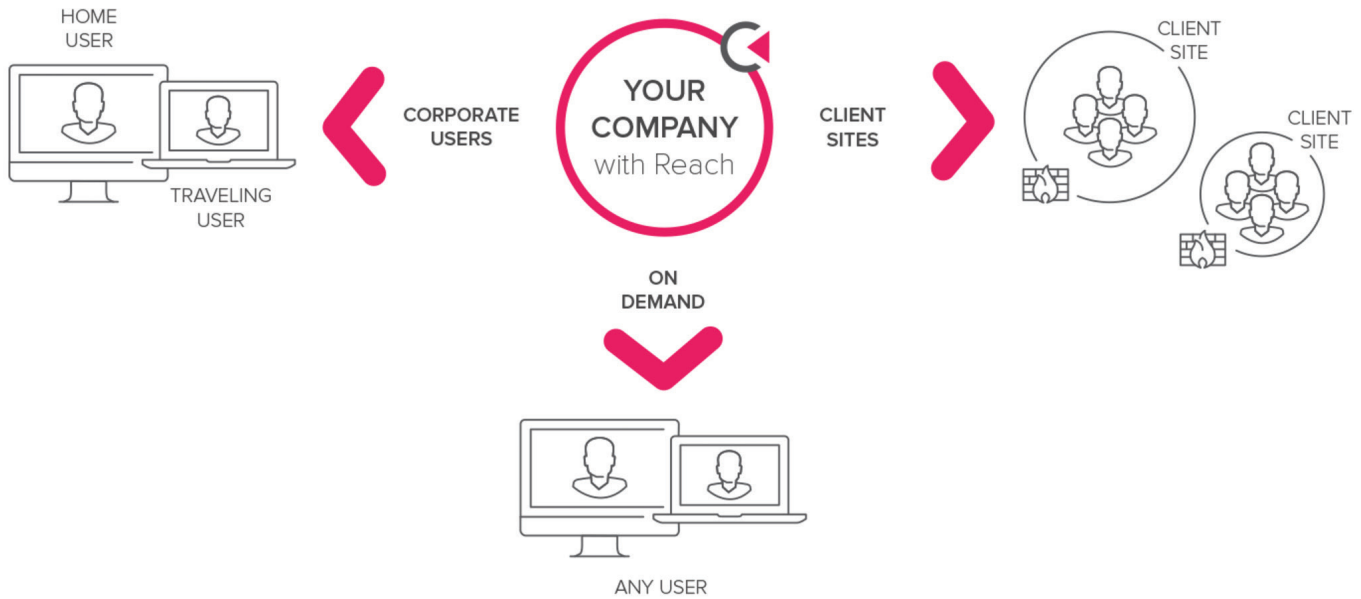 HOME
USER
TRAVELING
USER
CORPORATE
USERS
YOUR
COMPANY
with Reach
CLIENT
SITES
CLIENT
SITE
CLIENT
SITE
ON
DEMAND
ANY USER